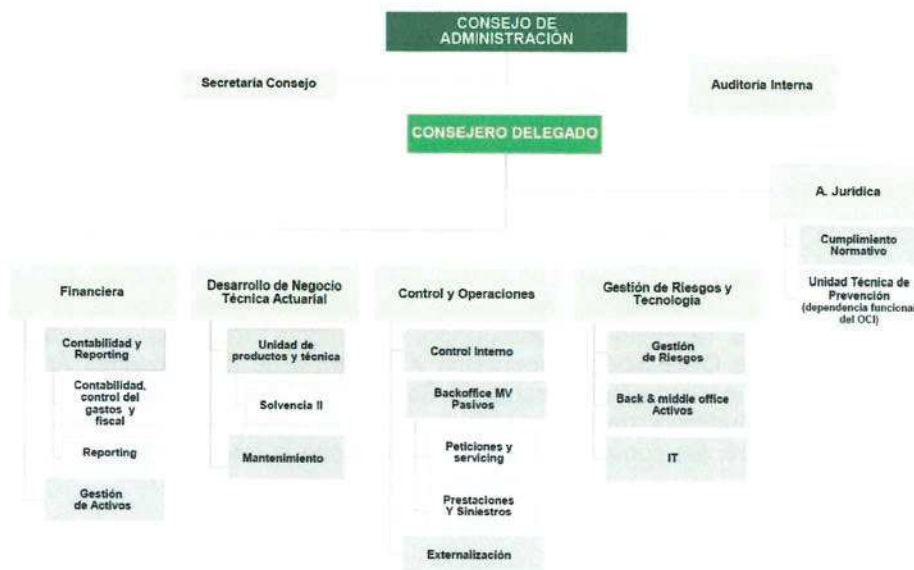 CONSEJO DE
ADMINISTRACIÓN
Secretaría Consejo
Auditoría Interna
CONSEJERO DELEGADO
A. Jurídica
Cumplimiento
Normativo
Unidad Técnica de
Prevención
(dependencia funcional
del OCI)
Financiera
Contabilidad y
Reporting
Contabilidad,
control del
gastos y
fiscal
Reporting
Gestión
de Activos
Desarrollo de Negocio
Técnica Actuarial
Unidad de
productos y técnica
Solvencia II
Mantenimiento
Control y Operaciones
Control Interno
Backoffice MV
Pasivos
Peticiones y
servicing
Prestaciones
Y Siniestros
Externalización
Gestión de Riesgos y
Tecnología
Gestión
de Riesgos
Back & middle office
Activos
IT